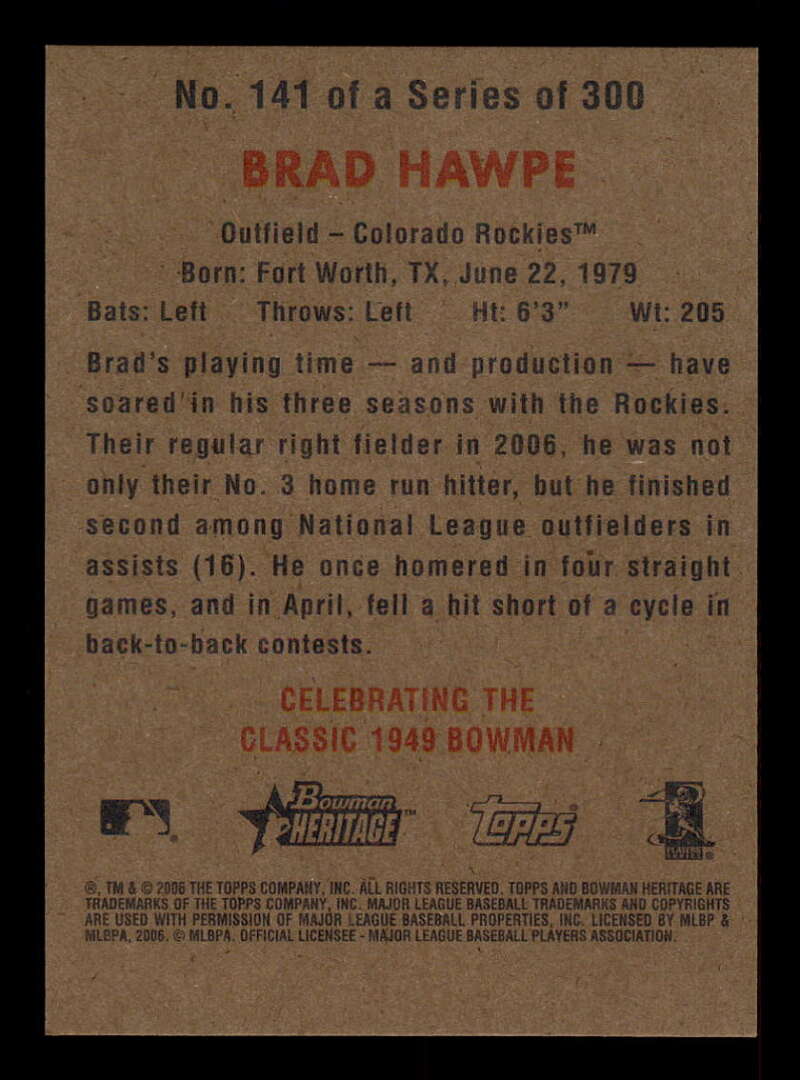 No. 141 of a Series of 300
BRAD HAWPE
Outfield – Colorado Rockies™
Born: Fort Worth, TX, June 22, 1979
Bats: Left Throws: Left Ht: 6'3" Wt: 205
Brad's playing time — and production — have
soared in his three seasons with the Rockies.
Their regular right fielder in 2006, he was not
only their No. 3 home run hitter, but he finished
second among National League outfielders in
assists (16). He once homered in four straight
games, and in April, fell a hit short of a cycle in
back-to-back contests.
CELEBRATING THE
CLASSIC 1949 BOWMAN
Bowman
HERITAGE™
Topps®
PLAYERS
®, TM & © 2006 THE TOPPS COMPANY, INC. ALL RIGHTS RESERVED. TOPPS AND BOWMAN HERITAGE ARE
TRADEMARKS OF THE TOPPS COMPANY, INC. MAJOR LEAGUE BASEBALL TRADEMARKS AND COPYRIGHTS
ARE USED WITH PERMISSION OF MAJOR LEAGUE BASEBALL PROPERTIES, INC. LICENSED BY MLBP &
MLBPA, 2006. © MLBPA. OFFICIAL LICENSEE - MAJOR LEAGUE BASEBALL PLAYERS ASSOCIATION.